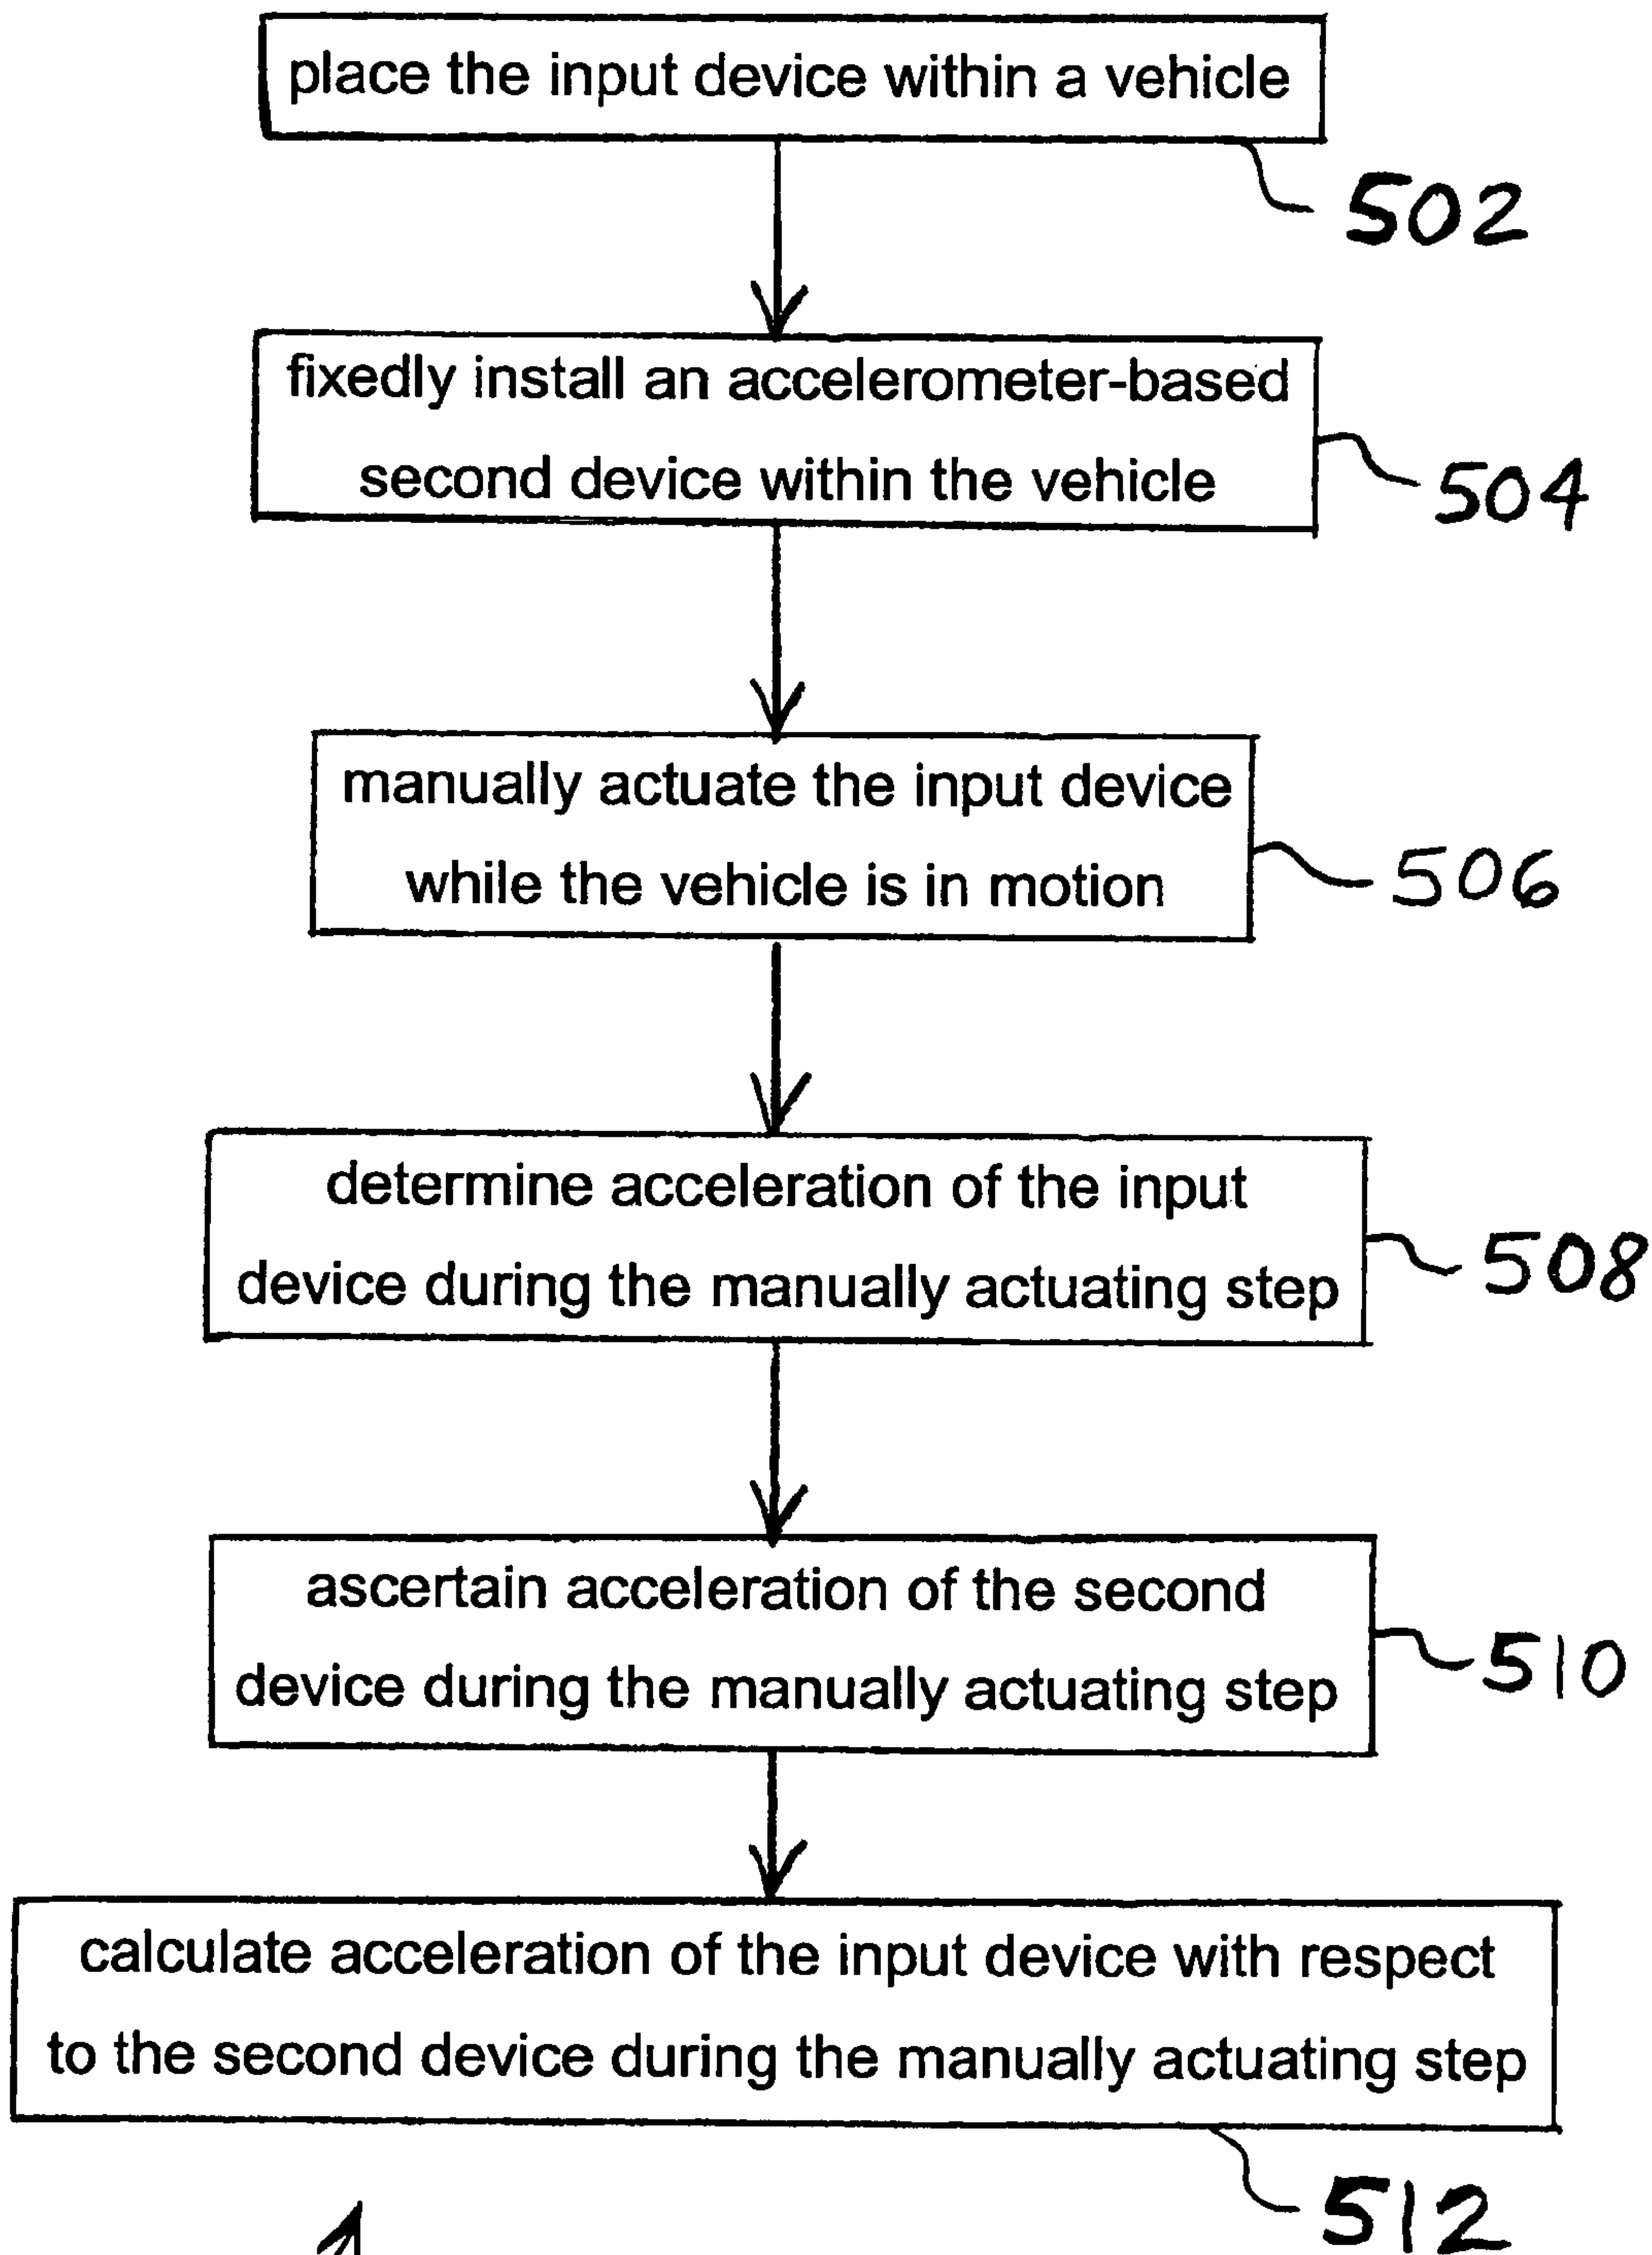 place the input device within a vehicle
502
fixedly install an accelerometer-based
second device within the vehicle
504
manually actuate the input device
while the vehicle is in motion
506
determine acceleration of the input
device during the manually actuating step
508
ascertain acceleration of the second
device during the manually actuating step
510
calculate acceleration of the input device with respect
to the second device during the manually actuating step
512